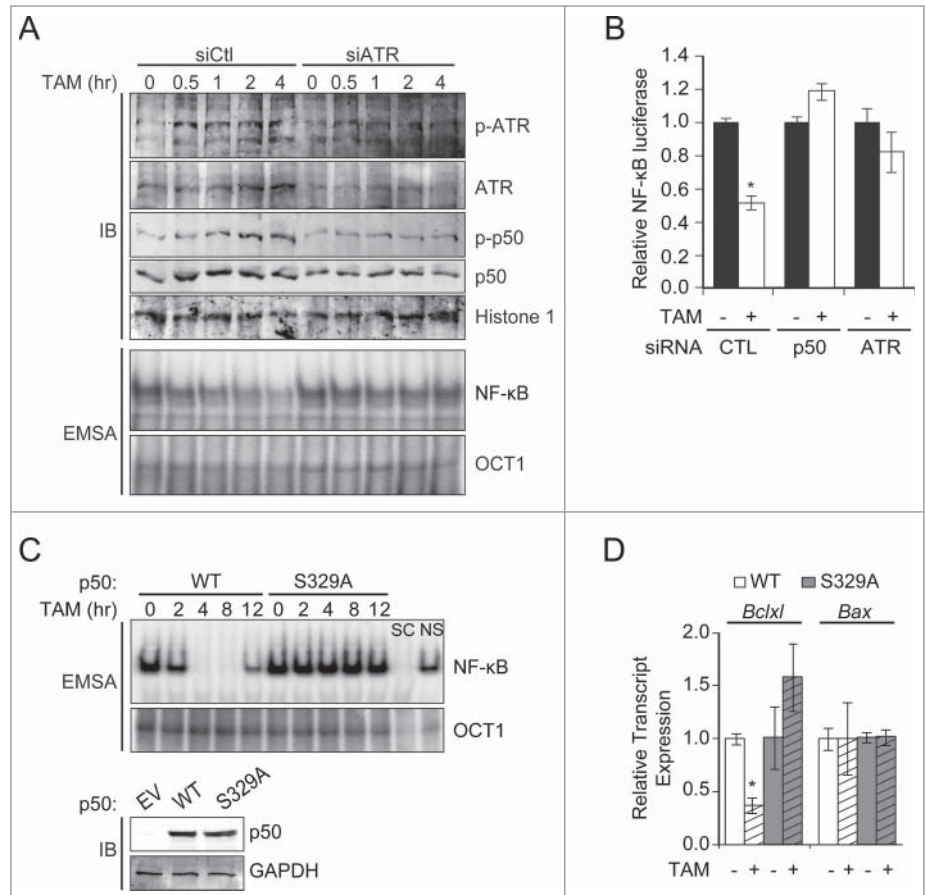 A
siCtl siATR
TAM (hr) 0 0.5 1 2 4 0 0.5 1 2 4
p-ATR
ATR
IB
p-p50
p50
Histone 1
NF-κB
EMSA
OCT1
B
Relative NF-κB luciferase
1.4
1.2
1.0
0.8
0.6
0.4
0.2
0.0
*
TAM - + - + - +
siRNA CTL p50 ATR
C
p50: WT S329A
TAM (hr) 0 2 4 8 12 0 2 4 8 12
SC NS
EMSA
NF-κB
OCT1
p50: EV WT S329A
IB
p50
GAPDH
D
WT S329A
Bclxl Bax
Relative Transcript
Expression
2.0
1.5
1.0
0.5
0.0
*
TAM - + - + - + - +